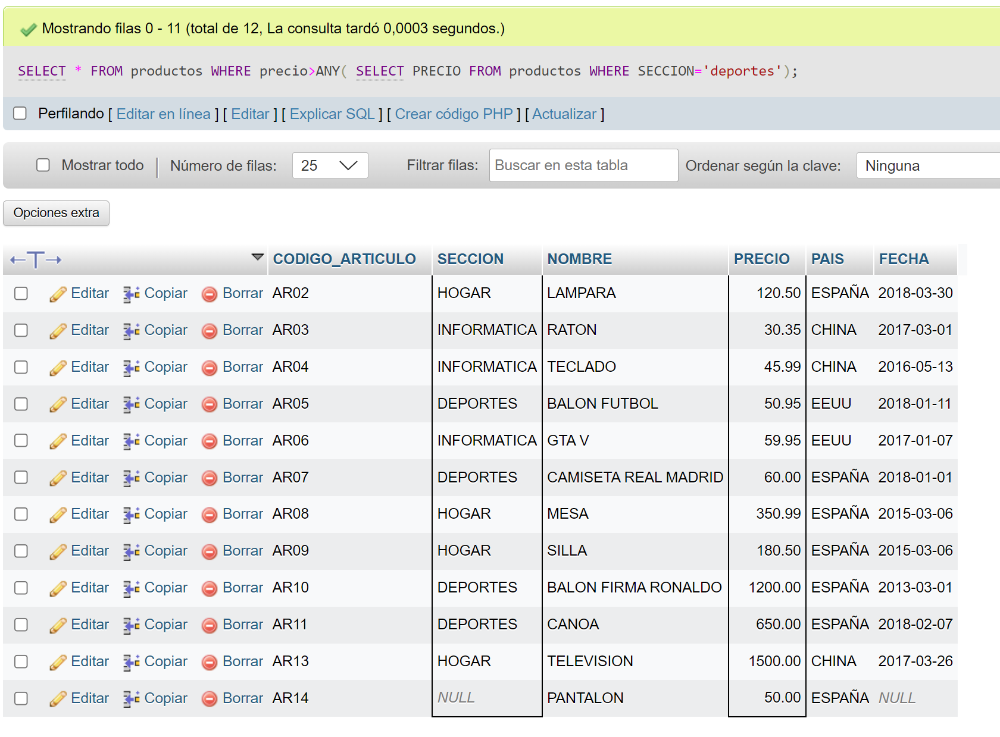 Mostrando filas 0 - 11 (total de 12, La consulta tardó 0,0003 segundos.)
SELECT * FROM productos WHERE precio>ANY( SELECT PRECIO FROM productos WHERE SECCION='deportes');
Perfilando [ Editar en línea ] [ Editar ] [ Explicar SQL ] [ Crear código PHP ] [ Actualizar ]
Mostrar todo Número de filas: 25 Filtrar filas: Buscar en esta tabla Ordenar según la clave: Ninguna
Opciones extra
←T→ CODIGO_ARTICULO SECCION NOMBRE PRECIO PAIS FECHA
Editar Copiar Borrar AR02 HOGAR LAMPARA 120.50 ESPAÑA 2018-03-30
Editar Copiar Borrar AR03 INFORMATICA RATON 30.35 CHINA 2017-03-01
Editar Copiar Borrar AR04 INFORMATICA TECLADO 45.99 CHINA 2016-05-13
Editar Copiar Borrar AR05 DEPORTES BALON FUTBOL 50.95 EEUU 2018-01-11
Editar Copiar Borrar AR06 INFORMATICA GTA V 59.95 EEUU 2017-01-07
Editar Copiar Borrar AR07 DEPORTES CAMISETA REAL MADRID 60.00 ESPAÑA 2018-01-01
Editar Copiar Borrar AR08 HOGAR MESA 350.99 ESPAÑA 2015-03-06
Editar Copiar Borrar AR09 HOGAR SILLA 180.50 ESPAÑA 2015-03-06
Editar Copiar Borrar AR10 DEPORTES BALON FIRMA RONALDO 1200.00 ESPAÑA 2013-03-01
Editar Copiar Borrar AR11 DEPORTES CANOA 650.00 ESPAÑA 2018-02-07
Editar Copiar Borrar AR13 HOGAR TELEVISION 1500.00 CHINA 2017-03-26
Editar Copiar Borrar AR14 NULL PANTALON 50.00 ESPAÑA NULL